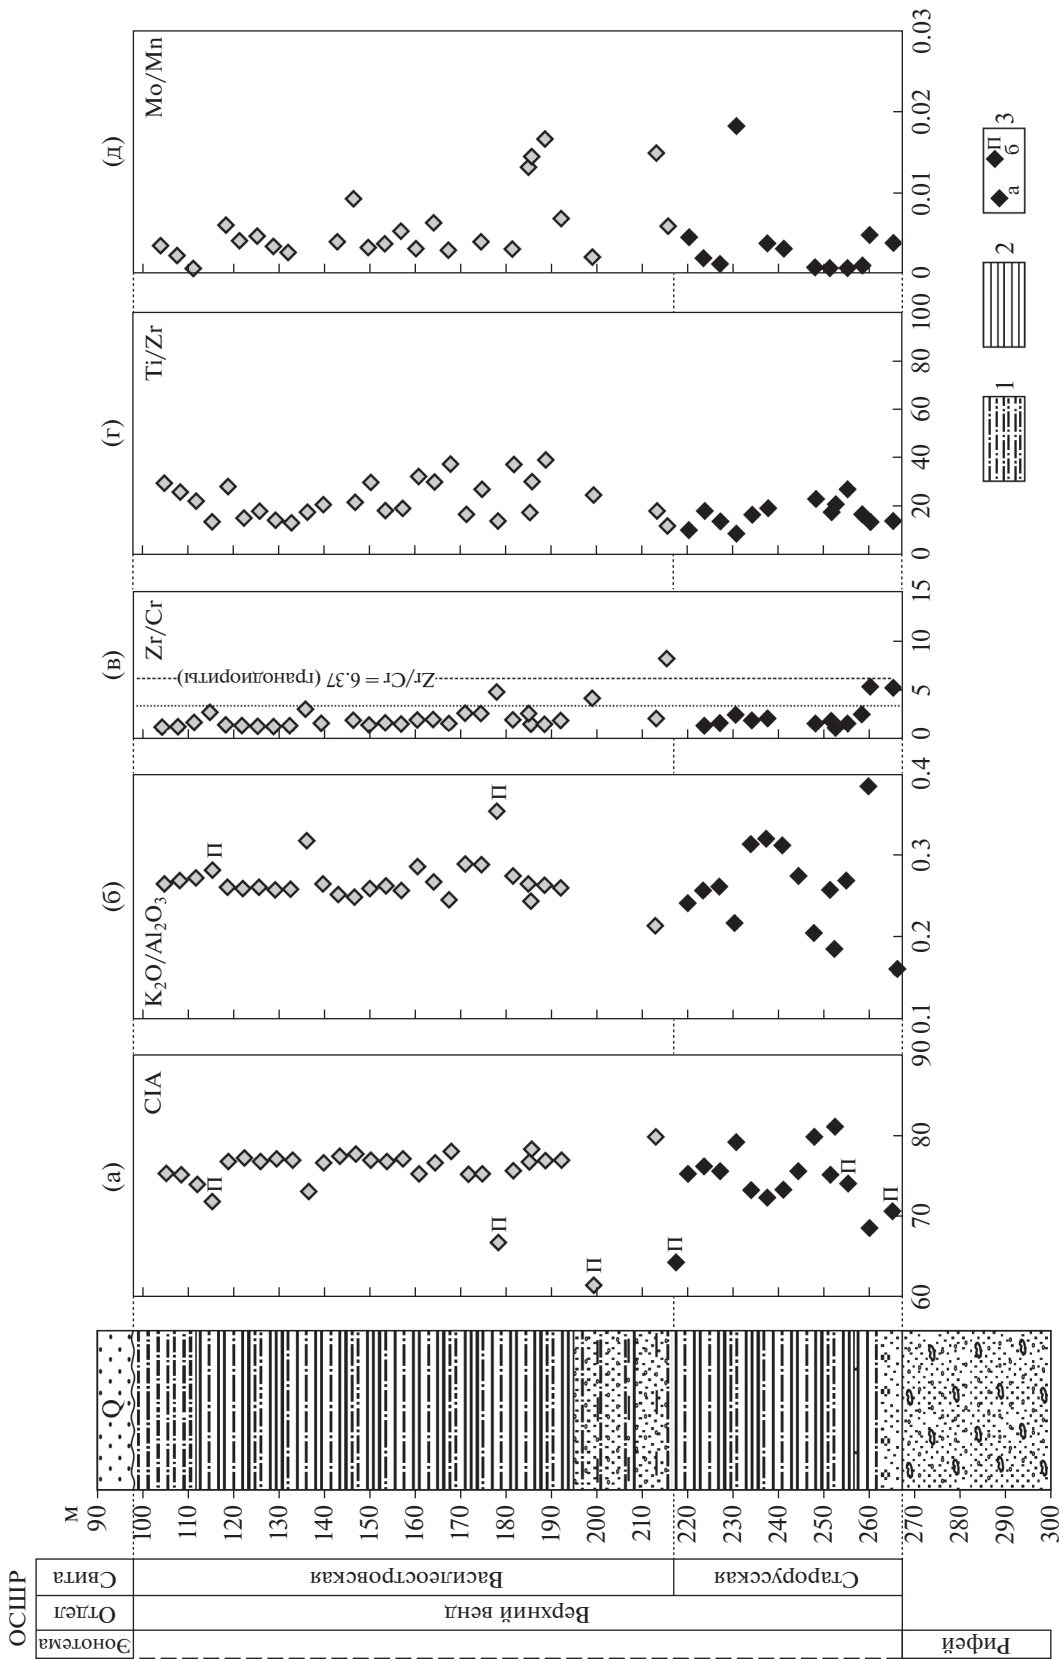 ОСШР
Эонотема
Отдел
Свита
Рифей
Верхний венд
Василеостровская
Старорусская
м
90
100
110
120
130
140
150
160
170
180
190
200
210
220
230
240
250
260
270
280
290
300
Q
(а)
CIA
П
П
П
П
П
П
60
70
80
90
(б)
K₂O/Al₂O₃
П
П
0.1
0.2
0.3
0.4
(в)
Zr/Cr
Zr/Cr = 6.37 (гранодиориты)
0
5
10
15
(г)
Ti/Zr
0
20
40
60
80
100
(д)
Mo/Mn
0
0.01
0.02
0.03
1
2
3
а
б
П